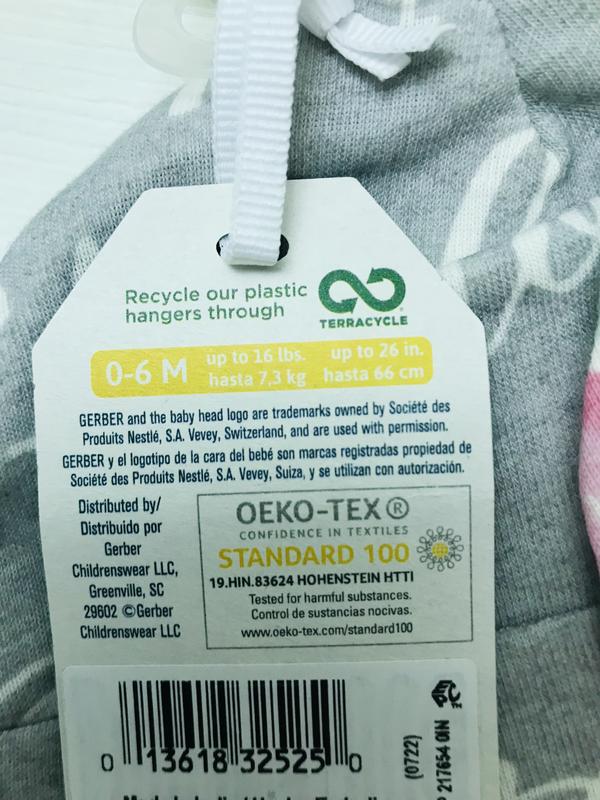 Recycle our plastic
hangers through
TERRACYCLE
0-6 M
up to 16 lbs. up to 26 in.
hasta 7,3 kg hasta 66 cm
GERBER and the baby head logo are trademarks owned by Société des
Produits Nestlé, S.A. Vevey, Switzerland, and are used with permission.
GERBER y el logotipo de la cara del bebé son marcas registradas propiedad de
Société des Produits Nestlé, S.A. Vevey, Suiza, y se utilizan con autorización.
Distributed by/
Distribuido por
Gerber
Childrenswear LLC,
Greenville, SC
29602 ©Gerber
Childrenswear LLC
OEKO-TEX®
CONFIDENCE IN TEXTILES
STANDARD 100
19.HIN.83624 HOHENSTEIN HTTI
Tested for harmful substances.
Control de sustancias nocivas.
www.oeko-tex.com/standard100
0 13618 32525 0
(0722)
217654 0IN